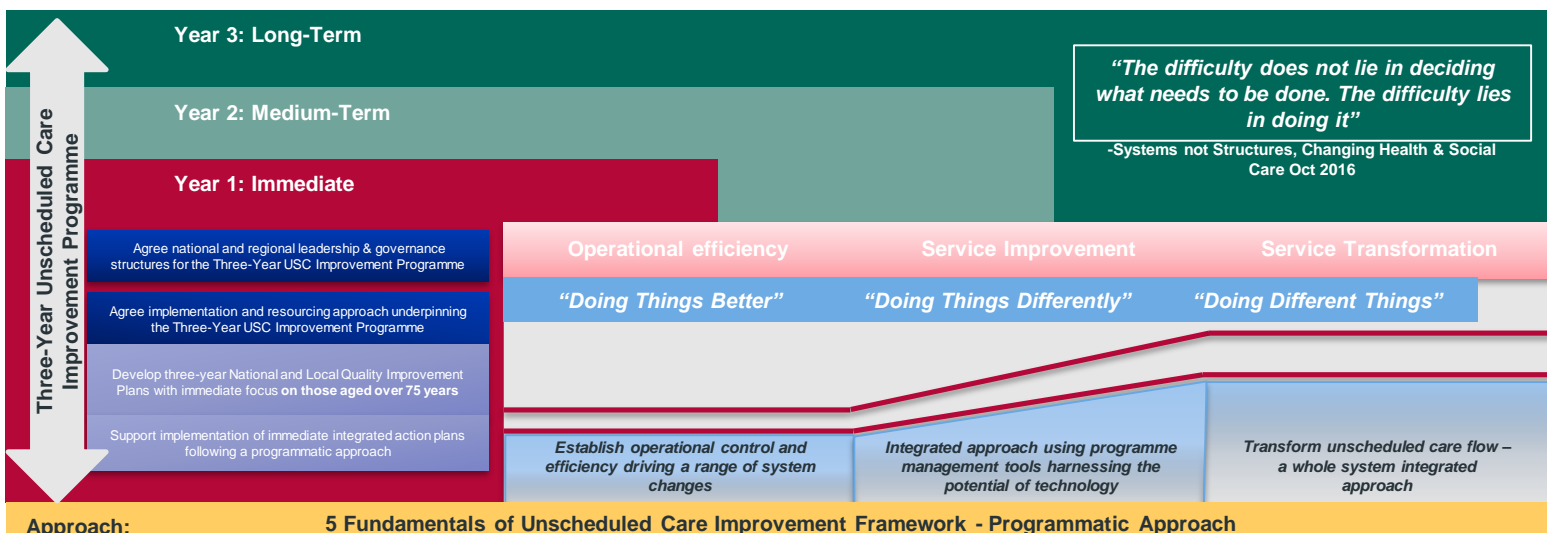 Three-Year Unscheduled Care
Improvement Programme
Year 3: Long-Term
Year 2: Medium-Term
Year 1: Immediate
“The difficulty does not lie in deciding
what needs to be done. The difficulty lies
in doing it”
-Systems not Structures, Changing Health & Social
Care Oct 2016
Agree national and regional leadership & governance
structures for the Three-Year USC Improvement Programme
Agree implementation and resourcing approach underpinning
the Three-Year USC Improvement Programme
Develop three-year National and Local Quality Improvement
Plans with immediate focus on those aged over 75 years
Support implementation of immediate integrated action plans
following a programmatic approach
Operational efficiency
Service Improvement
Service Transformation
“Doing Things Better”
“Doing Things Differently”
“Doing Different Things”
Establish operational control and
efficiency driving a range of system
changes
Integrated approach using programme
management tools harnessing the
potential of technology
Transform unscheduled care flow –
a whole system integrated
approach
Approach:
5 Fundamentals of Unscheduled Care Improvement Framework - Programmatic Approach